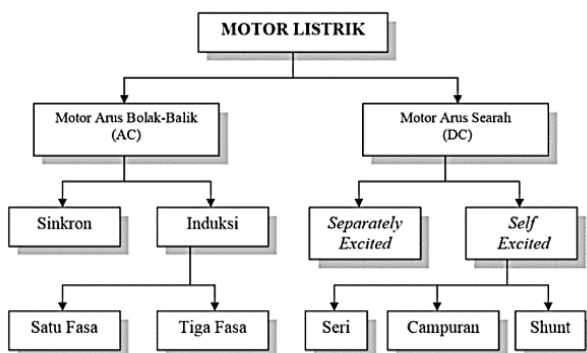 MOTOR LISTRIK
Motor Arus Bolak-Balik
(AC)
Motor Arus Searah
(DC)
Sinkron
Induksi
Separately
Excited
Self
Excited
Satu Fasa
Tiga Fasa
Seri
Campuran
Shunt